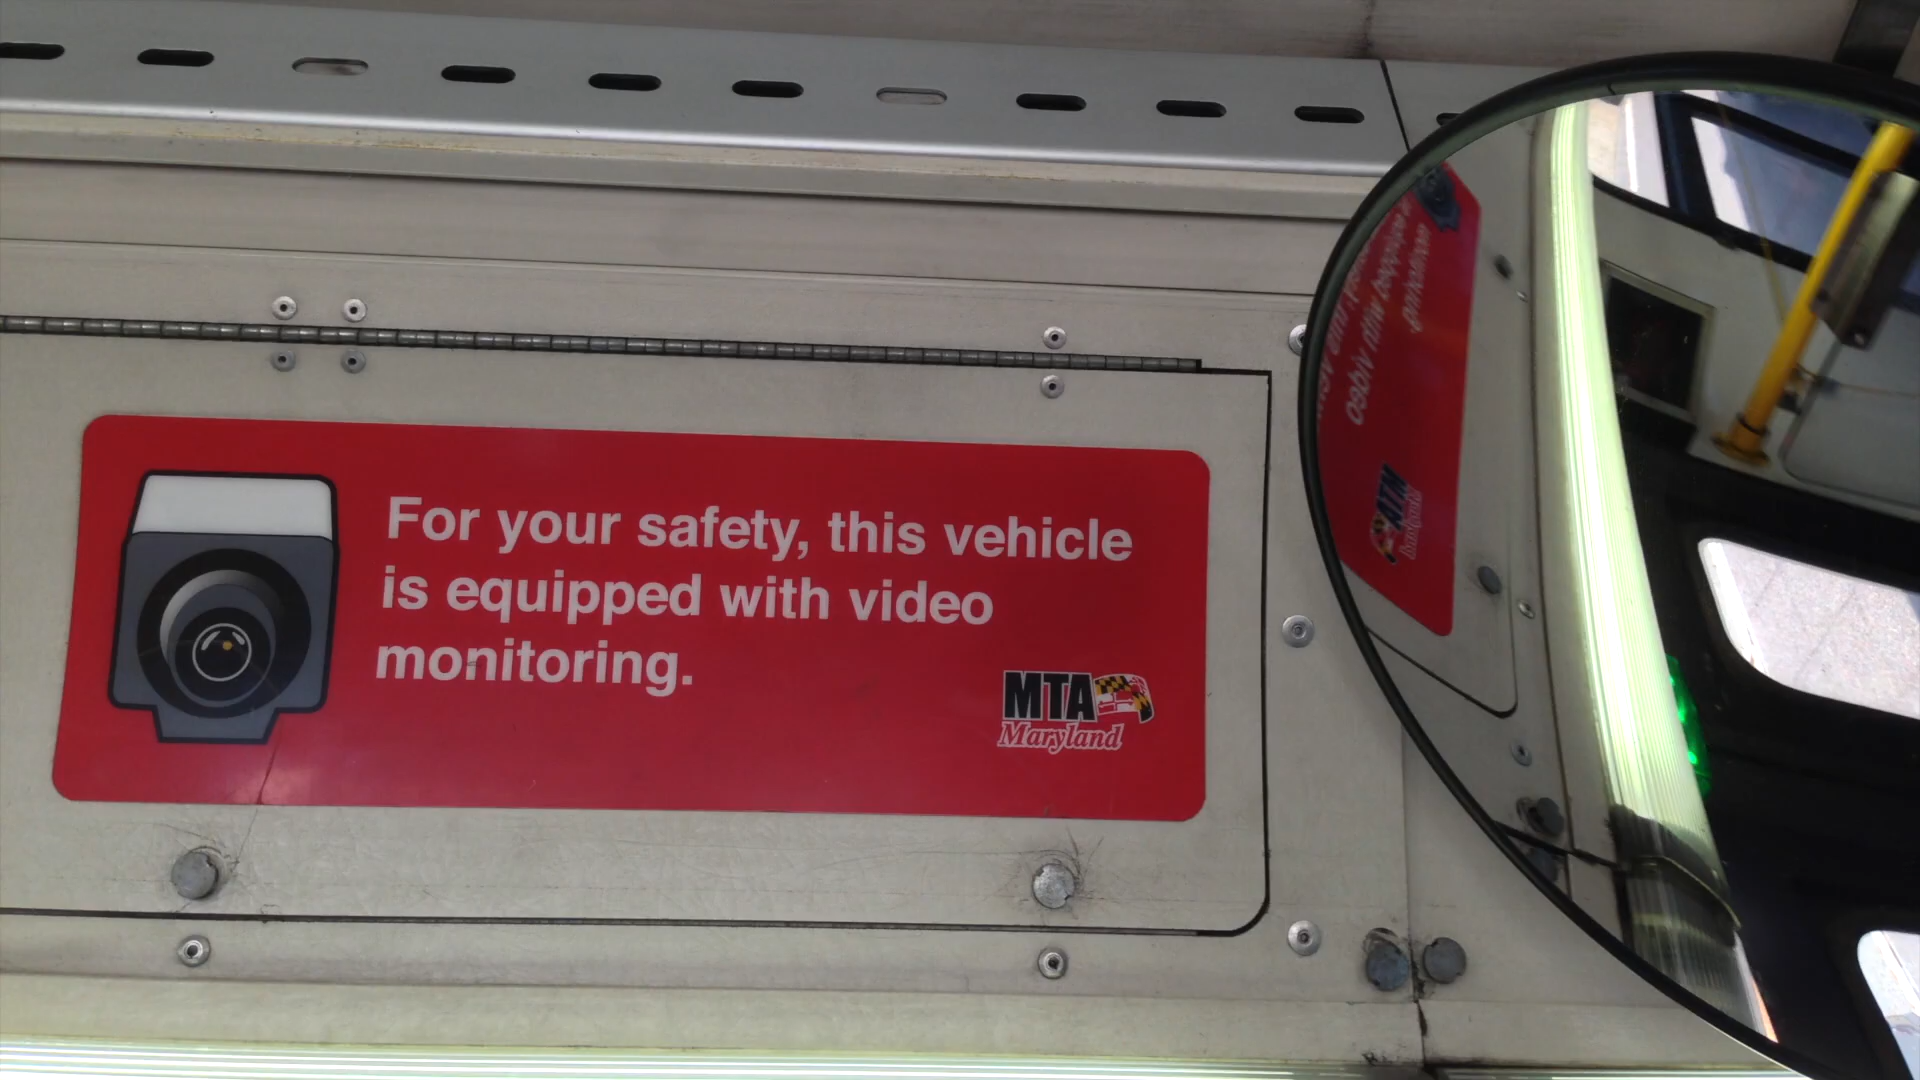 For your safety, this vehicle
is equipped with video
monitoring.
MTA
Maryland